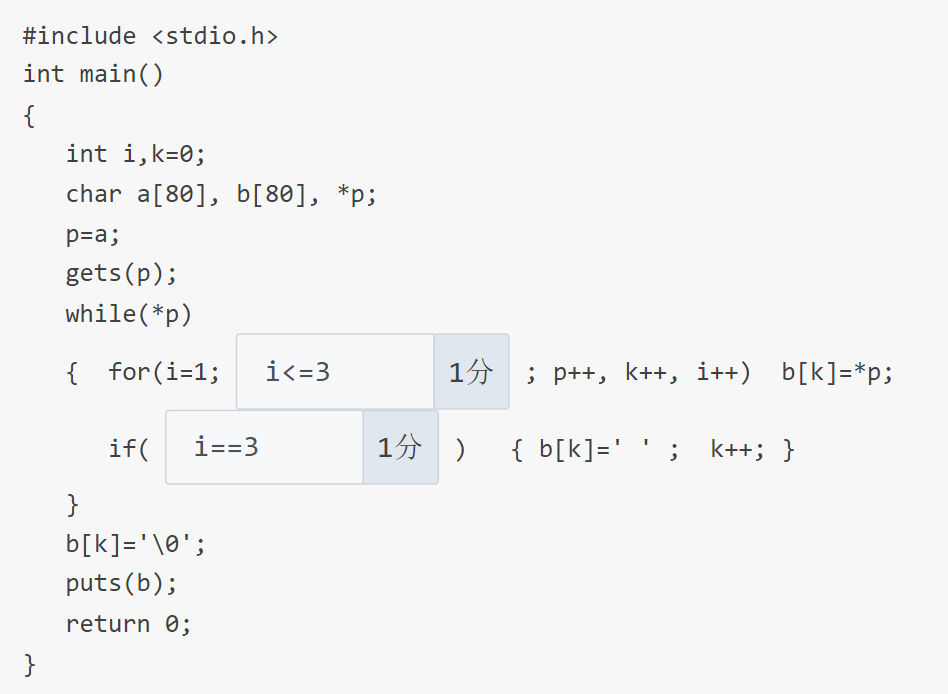 #include <stdio.h>
int main()
{
int i,k=0;
char a[80], b[80], *p;
p=a;
gets(p);
while(*p)
{ for(i=1; i<=3 1分 ; p++, k++, i++) b[k]=*p;
if( i==3 1分 ) { b[k]=' ' ; k++; }
}
b[k]='\0';
puts(b);
return 0;
}